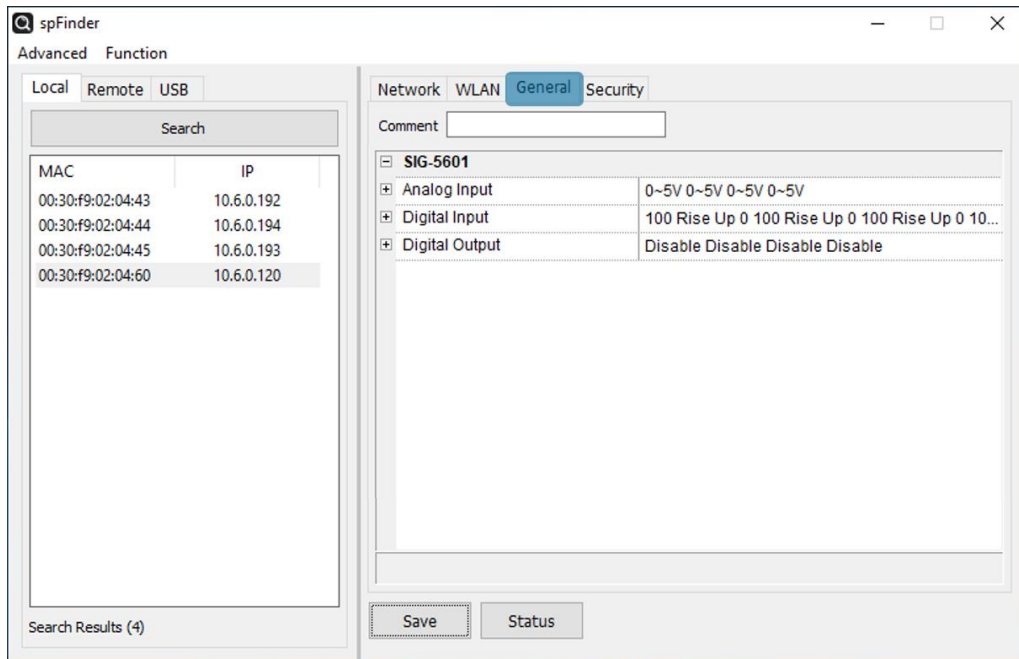 spFinder
Advanced Function
Local Remote USB
Search
MAC IP
00:30:f9:02:04:43 10.6.0.192
00:30:f9:02:04:44 10.6.0.194
00:30:f9:02:04:45 10.6.0.193
00:30:f9:02:04:60 10.6.0.120
Search Results (4)
Network WLAN General Security
Comment
SIG-5601
Analog Input 0~5V 0~5V 0~5V 0~5V
Digital Input 100 Rise Up 0 100 Rise Up 0 100 Rise Up 0 10...
Digital Output Disable Disable Disable Disable
Save Status